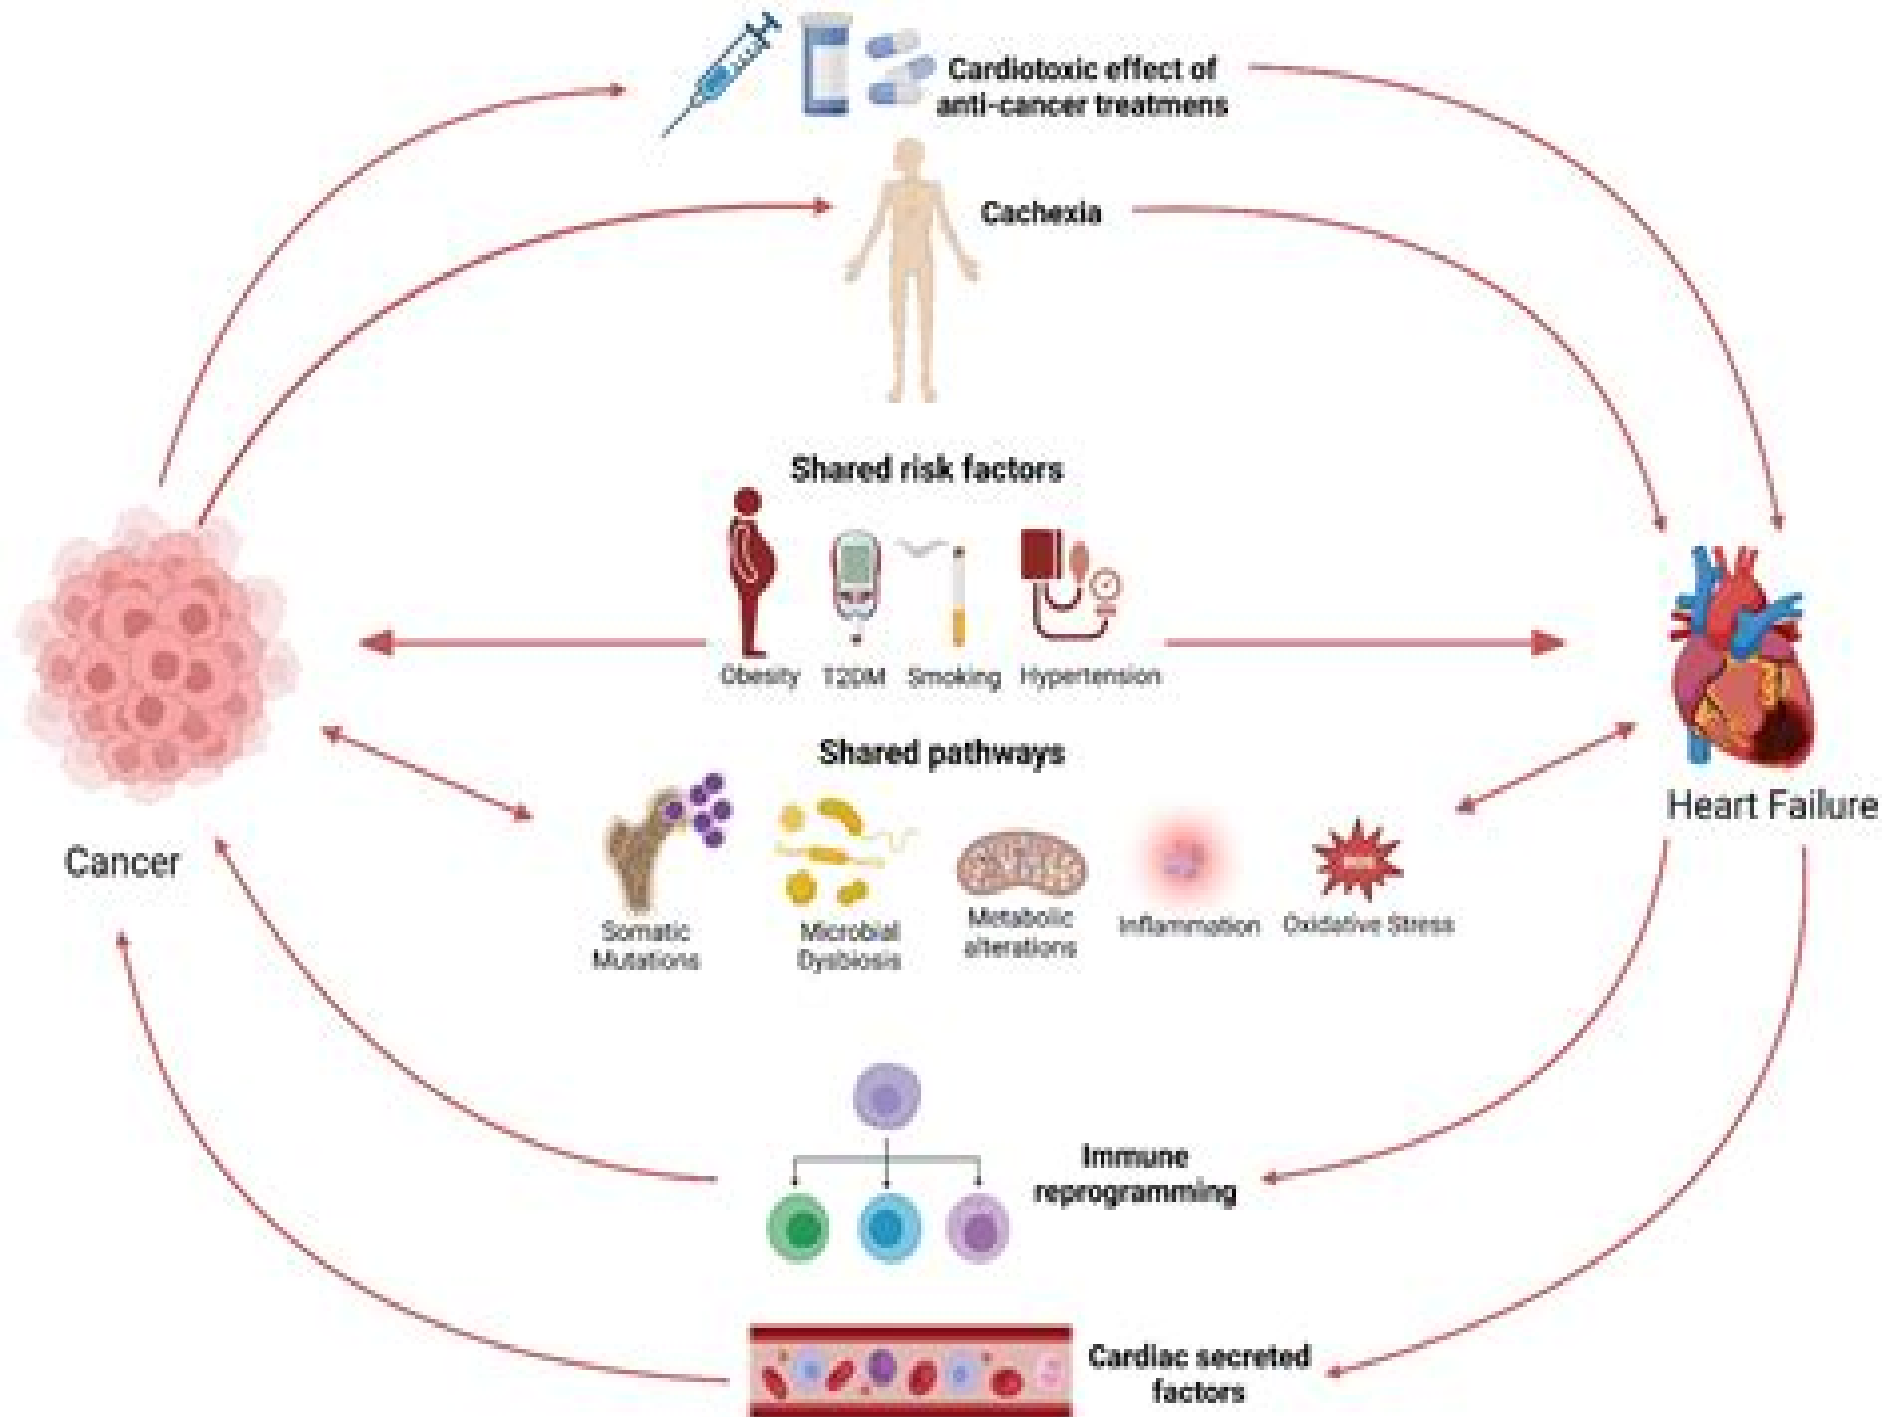 Cardiotoxic effect of
anti-cancer treatmens
Cachexia
Shared risk factors
Obesity T2DM Smoking Hypertension
Shared pathways
Heart Failure
Cancer
Somatic
Mutations
Microbial
Dysbiosis
Metabolic
alterations
Inflammation
Oxidative Stress
Immune
reprogramming
Cardiac secreted
factors